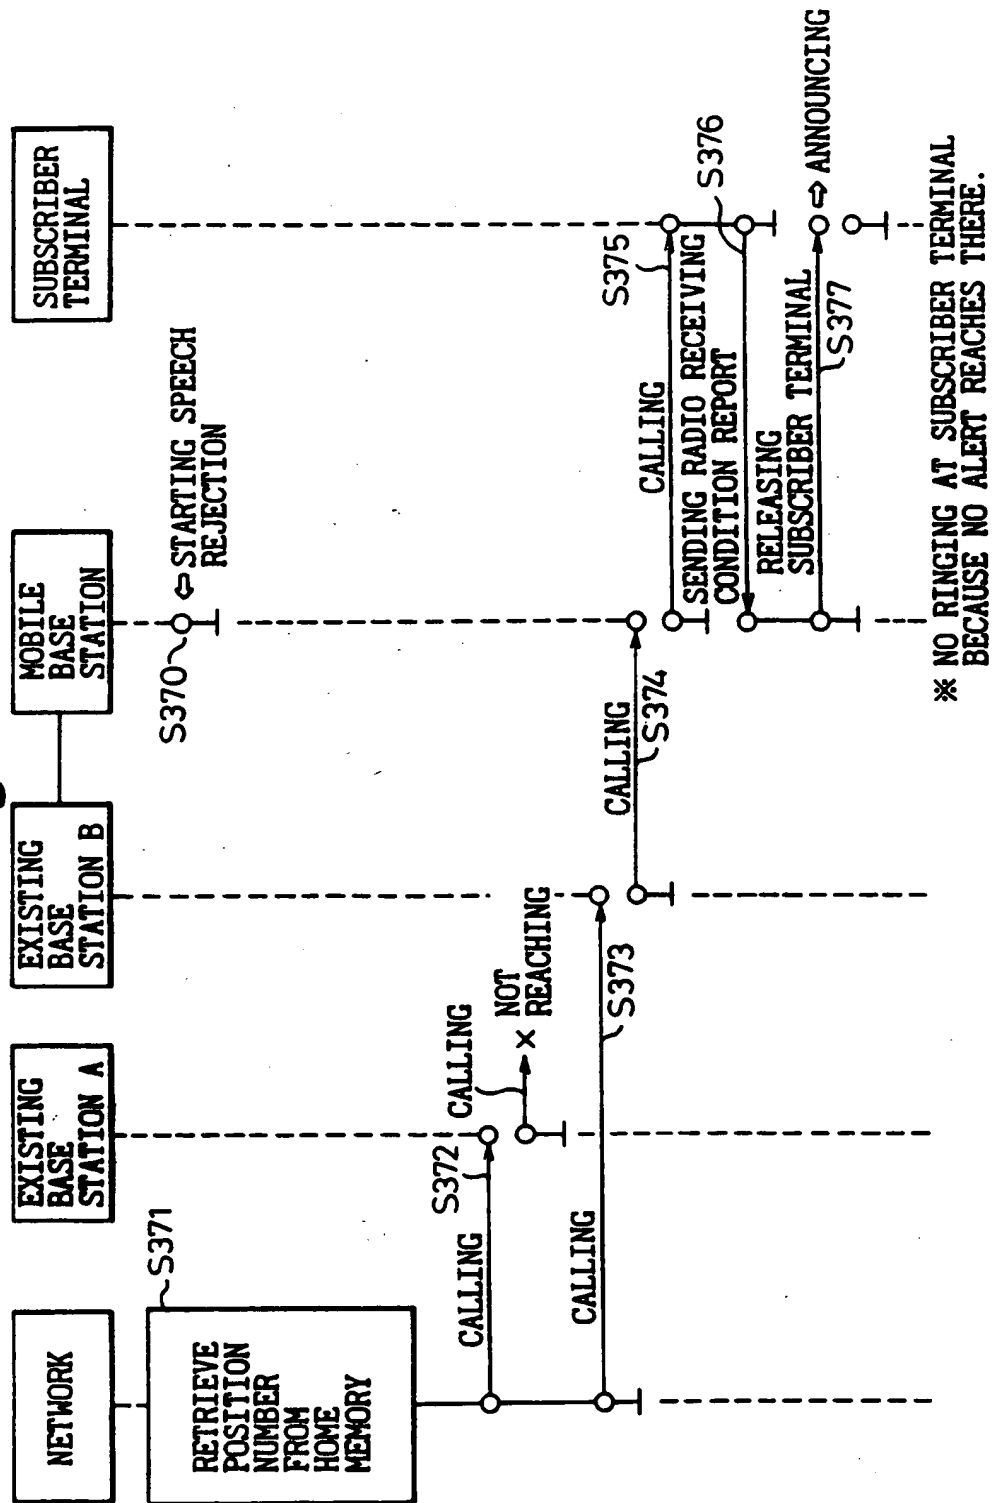 NETWORK
EXISTING
BASE
STATION A
EXISTING
BASE
STATION B
MOBILE
BASE
STATION
SUBSCRIBER
TERMINAL
S370
⇦ STARTING SPEECH
REJECTION
S371
RETRIEVE
POSITION
NUMBER
FROM
HOME
MEMORY
CALLING
S372
CALLING
× NOT
REACHING
CALLING
S373
CALLING
S374
CALLING
S375
SENDING RADIO RECEIVING
CONDITION REPORT
S376
RELEASING
SUBSCRIBER TERMINAL
S377
⇨ ANNOUNCING
※ NO RINGING AT SUBSCRIBER TERMINAL
BECAUSE NO ALERT REACHES THERE.